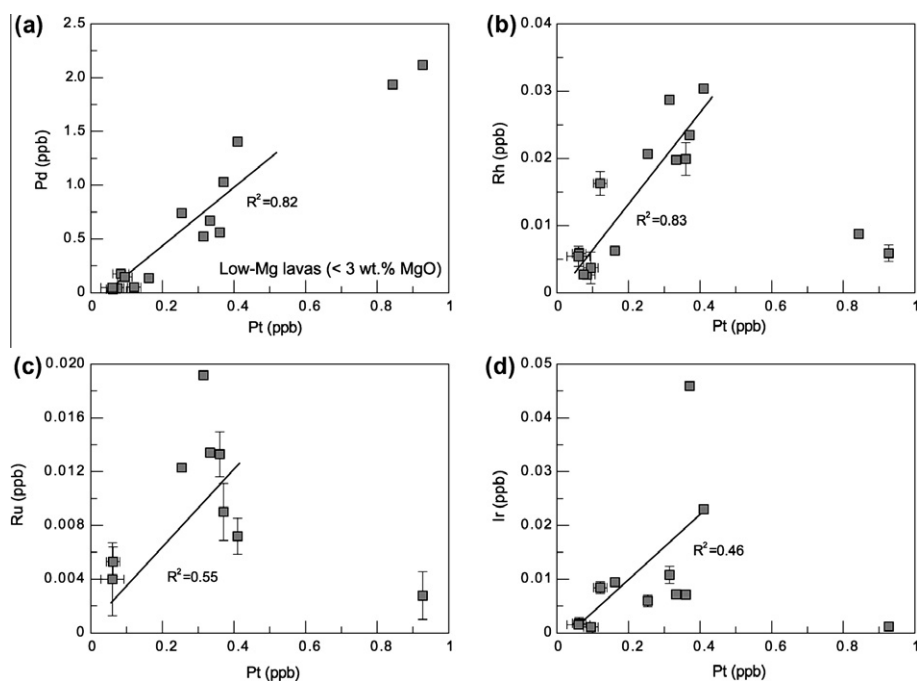 (a)
2.5
2.0
1.5
1.0
0.5
0
Pd (ppb)
R²=0.82
Low-Mg lavas (< 3 wt.% MgO)
0 0.2 0.4 0.6 0.8 1
Pt (ppb)
(b)
0.04
0.03
0.02
0.01
0.00
Rh (ppb)
R²=0.83
0 0.2 0.4 0.6 0.8 1
Pt (ppb)
(c)
0.020
0.016
0.012
0.008
0.004
0
Ru (ppb)
R²=0.55
0 0.2 0.4 0.6 0.8 1
Pt (ppb)
(d)
0.05
0.04
0.03
0.02
0.01
0
Ir (ppb)
R²=0.46
0 0.2 0.4 0.6 0.8 1
Pt (ppb)